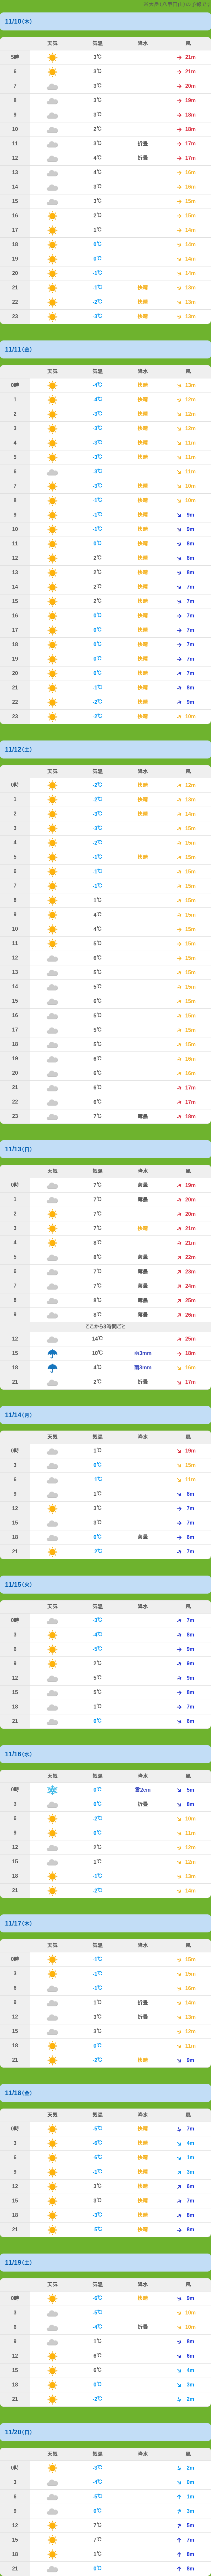 11/10(木)
天気 気温 降水 風
5時 3℃ 21m
6 3℃ 21m
7 3℃ 20m
8 3℃ 19m
9 3℃ 18m
10 2℃ 18m
11 3℃ 17m
12 4℃ 17m
13 4℃ 16m
14 3℃ 16m
15 3℃ 15m
16 2℃ 15m
17 1℃ 14m
18 0℃ 14m
19 0℃ 14m
20 -1℃ 14m
21 -1℃ 快晴 13m
22 -2℃ 快晴 13m
23 -3℃ 快晴 13m
11/11(金)
天気 気温 降水 風
0時 -4℃ 快晴 13m
1 -4℃ 快晴 12m
2 -3℃ 快晴 12m
3 -3℃ 快晴 12m
4 -3℃ 快晴 11m
5 -3℃ 快晴 11m
6 -3℃ 11m
7 -3℃ 快晴 10m
8 -1℃ 快晴 10m
9 -1℃ 快晴 9m
10 -1℃ 快晴 9m
11 0℃ 快晴 8m
12 2℃ 快晴 8m
13 2℃ 快晴 8m
14 2℃ 快晴 7m
15 2℃ 快晴 7m
16 0℃ 快晴 7m
17 0℃ 快晴 7m
18 0℃ 快晴 7m
19 0℃ 快晴 7m
20 0℃ 快晴 7m
21 -1℃ 快晴 8m
22 -2℃ 快晴 9m
23 -2℃ 快晴 10m
11/12(土)
天気 気温 降水 風
0時 -2℃ 快晴 12m
1 -2℃ 快晴 13m
2 -3℃ 快晴 14m
3 -3℃ 15m
4 -2℃ 15m
5 -1℃ 快晴 15m
6 -1℃ 15m
7 -1℃ 15m
8 1℃ 15m
9 4℃ 15m
10 4℃ 15m
11 5℃ 15m
12 6℃ 15m
13 5℃ 15m
14 5℃ 15m
15 6℃ 15m
16 5℃ 15m
17 5℃ 15m
18 5℃ 15m
19 6℃ 16m
20 6℃ 16m
21 6℃ 17m
22 6℃ 17m
23 7℃ 薄曇 18m
11/13(日)
天気 気温 降水 風
0時 7℃ 薄曇 19m
1 7℃ 薄曇 20m
2 7℃ 20m
3 7℃ 快晴 21m
4 8℃ 21m
5 8℃ 薄曇 22m
6 7℃ 薄曇 23m
7 7℃ 薄曇 24m
8 8℃ 薄曇 25m
9 8℃ 薄曇 26m
ここから3時間ごと
12 14℃ 25m
15 10℃ 雨3mm 18m
18 4℃ 雨3mm 16m
21 2℃ 17m
11/14(月)
天気 気温 降水 風
0時 1℃ 19m
3 0℃ 15m
6 -1℃ 11m
9 1℃ 8m
12 3℃ 7m
15 3℃ 7m
18 0℃ 薄曇 6m
21 -2℃ 7m
11/15(火)
天気 気温 降水 風
0時 -3℃ 7m
3 -4℃ 8m
6 -5℃ 9m
9 2℃ 9m
12 5℃ 9m
15 5℃ 8m
18 1℃ 7m
21 0℃ 6m
11/16(水)
天気 気温 降水 風
0時 0℃ 雪2cm 5m
3 0℃ 8m
6 -2℃ 10m
9 0℃ 11m
12 2℃ 12m
15 1℃ 12m
18 -1℃ 13m
21 -2℃ 14m
11/17(木)
天気 気温 降水 風
0時 -1℃ 15m
3 -1℃ 15m
6 -1℃ 16m
9 1℃ 14m
12 3℃ 13m
15 3℃ 12m
18 0℃ 11m
21 -2℃ 快晴 9m
11/18(金)
天気 気温 降水 風
0時 -5℃ 快晴 7m
3 -6℃ 快晴 4m
6 -6℃ 快晴 1m
9 -1℃ 快晴 3m
12 3℃ 快晴 6m
15 3℃ 快晴 7m
18 -3℃ 快晴 8m
21 -5℃ 快晴 8m
11/19(土)
天気 気温 降水 風
0時 -6℃ 快晴 9m
3 -5℃ 10m
6 -4℃ 10m
9 1℃ 8m
12 6℃ 6m
15 6℃ 4m
18 0℃ 3m
21 -2℃ 2m
11/20(日)
天気 気温 降水 風
0時 -3℃ 2m
3 -4℃ 0m
6 -5℃ 1m
9 0℃ 3m
12 7℃ 5m
15 7℃ 7m
18 1℃ 8m
21 0℃ 8m